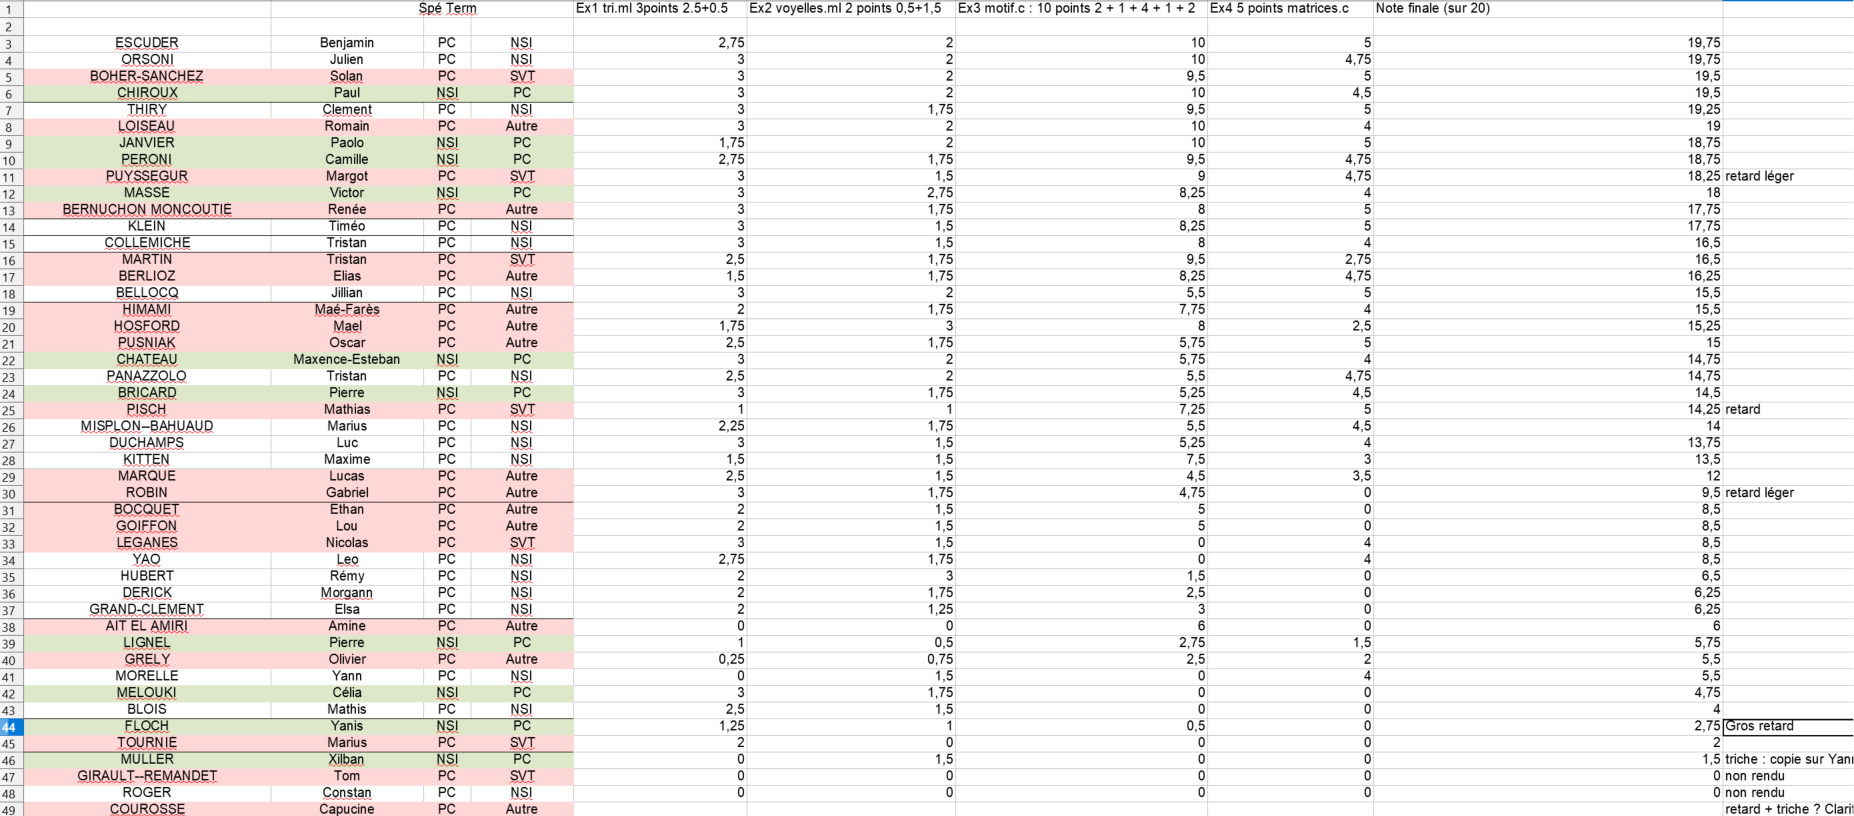 1 Spé Term Ex1 tri.ml 3points 2.5+0.5 Ex2 voyelles.ml 2 points 0,5+1,5 Ex3 motif.c : 10 points 2 + 1 + 4 + 1 + 2 Ex4 5 points matrices.c Note finale (sur 20)
2
3 ESCUDER Benjamin PC NSI 2,75 2 10 5 19,75
4 ORSONI Julien PC NSI 3 2 10 4,75 19,75
5 BOHER-SANCHEZ Solan PC SVT 3 2 9,5 5 19,5
6 CHIROUX Paul NSI PC 3 2 10 4,5 19,5
7 THIRY Clement PC NSI 3 1,75 9,5 5 19,25
8 LOISEAU Romain PC Autre 3 2 10 4 19
9 JANVIER Paolo NSI PC 1,75 2 10 5 18,75
10 PERONI Camille NSI PC 2,75 1,75 9,5 4,75 18,75
11 PUYSSEGUR Margot PC SVT 3 1,5 9 4,75 18,25 retard léger
12 MASSÉ Victor NSI PC 3 2,75 8,25 4 18
13 BERNUCHON MONCOUTIÉ Renée PC Autre 3 1,75 8 5 17,75
14 KLEIN Timéo PC NSI 3 1,5 8,25 5 17,75
15 COLLEMICHE Tristan PC NSI 3 1,5 8 4 16,5
16 MARTIN Tristan PC SVT 2,5 1,75 9,5 2,75 16,5
17 BERLIOZ Elias PC Autre 1,5 1,75 8,25 4,75 16,25
18 BELLOCQ Jillian PC NSI 3 2 5,5 5 15,5
19 HIMAMI Maé-Farès PC Autre 2 1,75 7,75 4 15,5
20 HOSFORD Mael PC Autre 1,75 3 8 2,5 15,25
21 PUSNIAK Oscar PC Autre 2,5 1,75 5,75 5 15
22 CHATEAU Maxence-Esteban NSI PC 3 2 5,75 4 14,75
23 PANAZZOLO Tristan PC NSI 2,5 2 5,5 4,75 14,75
24 BRICARD Pierre NSI PC 3 1,75 5,25 4,5 14,5
25 PISCH Mathias PC SVT 1 1 7,25 5 14,25 retard
26 MISPLON--BAHUAUD Marius PC NSI 2,25 1,75 5,5 4,5 14
27 DUCHAMPS Luc PC NSI 3 1,5 5,25 4 13,75
28 KITTEN Maxime PC NSI 1,5 1,5 7,5 3 13,5
29 MARQUE Lucas PC Autre 2,5 1,5 4,5 3,5 12
30 ROBIN Gabriel PC Autre 3 1,75 4,75 0 9,5 retard léger
31 BOCQUET Ethan PC Autre 2 1,5 5 0 8,5
32 GOIFFON Lou PC Autre 2 1,5 5 0 8,5
33 LEGANES Nicolas PC SVT 3 1,5 0 4 8,5
34 YAO Leo PC NSI 2,75 1,75 0 4 8,5
35 HUBERT Rémy PC NSI 2 3 1,5 0 6,5
36 DERICK Morgann PC NSI 2 1,75 2,5 0 6,25
37 GRAND-CLEMENT Elsa PC NSI 2 1,25 3 0 6,25
38 AIT EL AMIRI Amine PC Autre 0 0 6 0 6
39 LIGNEL Pierre NSI PC 1 0,5 2,75 1,5 5,75
40 GRELY Olivier PC Autre 0,25 0,75 2,5 2 5,5
41 MORELLE Yann PC NSI 0 1,5 0 4 5,5
42 MELOUKI Célia NSI PC 3 1,75 0 0 4,75
43 BLOIS Mathis PC NSI 2,5 1,5 0 0 4
44 FLOCH Yanis NSI PC 1,25 1 0,5 0 2,75 Gros retard
45 TOURNIÉ Marius PC SVT 2 0 0 0 2
46 MULLER Xilban NSI PC 0 1,5 0 0 1,5 triche : copie sur Yan
47 GIRAULT--REMANDET Tom PC SVT 0 0 0 0 0 non rendu
48 ROGER Constan PC NSI 0 0 0 0 0 non rendu
49 COUROSSE Capucine PC Autre retard + triche ? Clari